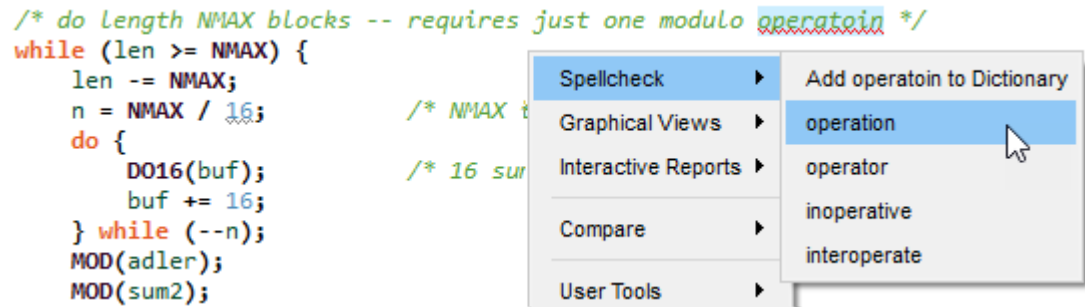 /* do length NMAX blocks -- requires just one modulo operatoin */
while (len >= NMAX) {
len -= NMAX;
n = NMAX / 16; /* NMAX
do {
DO16(buf); /* 16 sum
buf += 16;
} while (--n);
MOD(adler);
MOD(sum2);
Spellcheck
Graphical Views
Interactive Reports
Compare
User Tools
Add operatoin to Dictionary
operation
operator
inoperative
interoperate